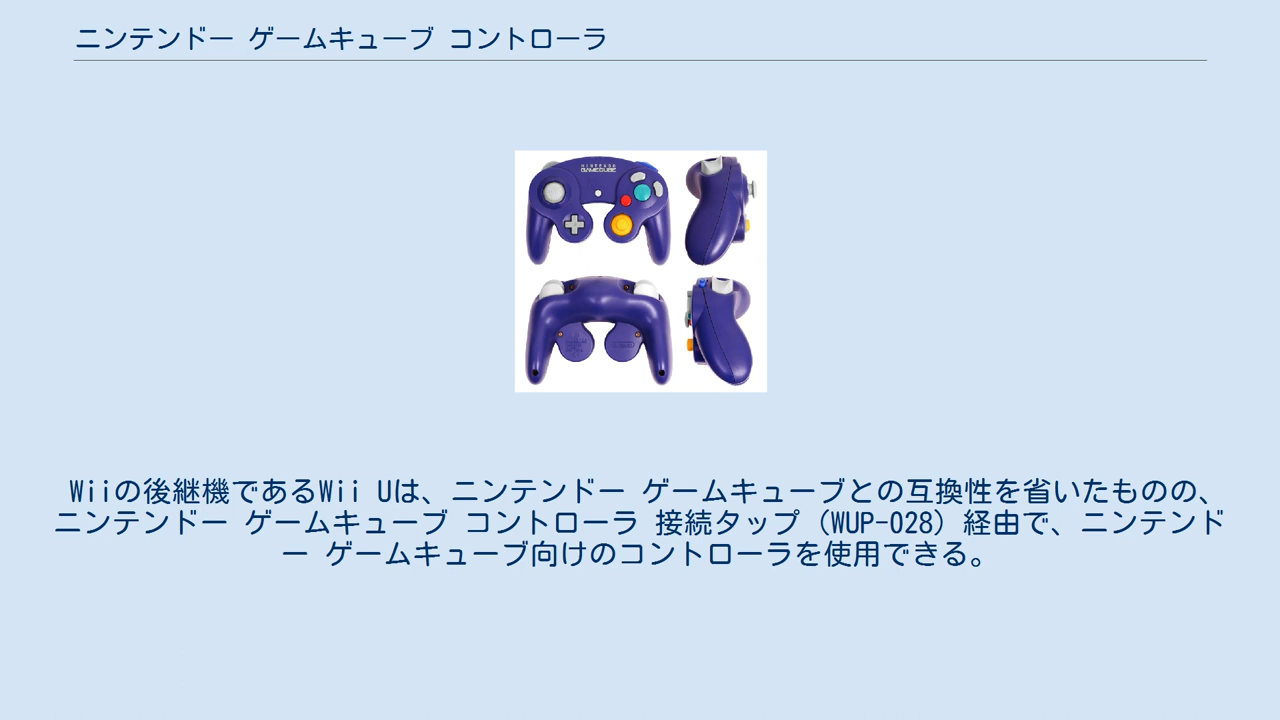 ニンテンドー ゲームキューブ コントローラ
NINTENDO
GAMECUBE
Wiiの後継機であるWii Uは、ニンテンドー ゲームキューブとの互換性を省いたものの、
ニンテンドー ゲームキューブ コントローラ 接続タップ（WUP-028）経由で、ニンテンド
ー ゲームキューブ向けのコントローラを使用できる。